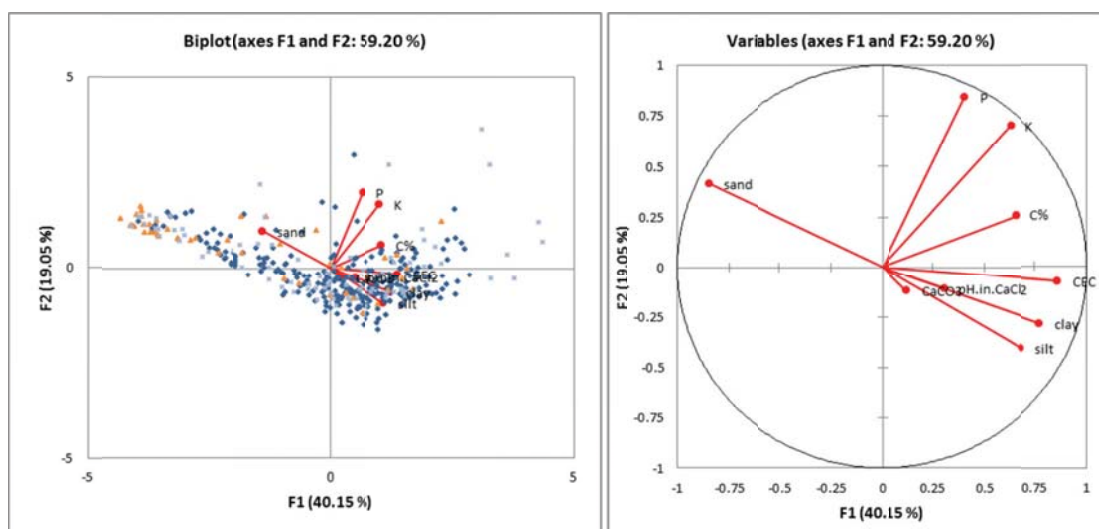 Biplot (axes F1 and F2: 59.20 %)
5
F2 (19.05 %)
0
-5
-5
0
5
F1 (40.15 %)
P
K
sand
C%
CEC
clay
silt
Variables (axes F1 and F2: 59.20 %)
1
0.75
0.5
0.25
0
-0.25
-0.5
-0.75
-1
F2 (19.05 %)
-1
-0.75
-0.5
-0.25
0
0.25
0.5
0.75
1
F1 (40.15 %)
P
K
sand
C%
CEC
CaCO3
pH.in.CaCl2
clay
silt